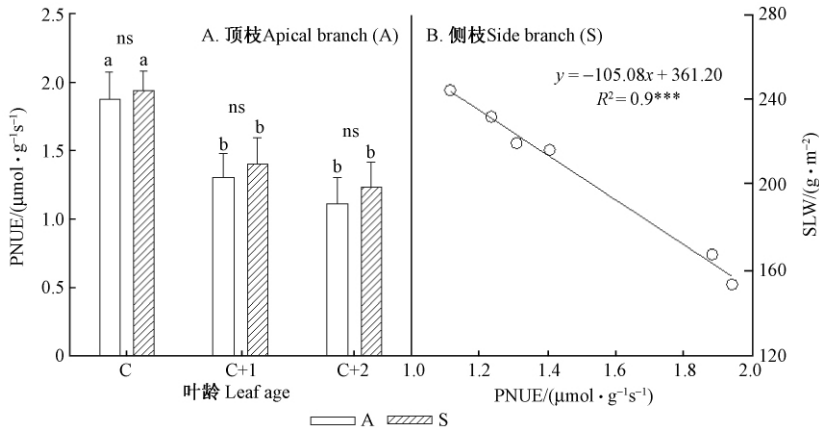 A. 顶枝Apical branch (A)
B. 侧枝Side branch (S)
PNUE/(μmol·g⁻¹s⁻¹)
2.5
2.0
1.5
1.0
0.5
0
ns
a a
ns
b b
ns
b b
C C+1 C+2
叶龄 Leaf age
A S
y = −105.08x + 361.20
R² = 0.9***
1.0 1.2 1.4 1.6 1.8 2.0
PNUE/(μmol·g⁻¹s⁻¹)
280
240
200
160
120
SLW/(g·m⁻²)